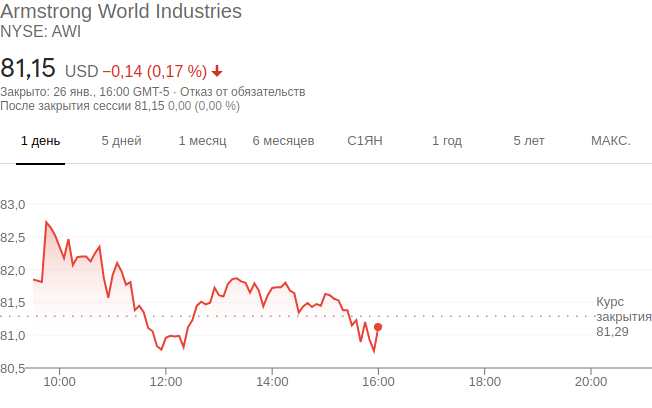 Armstrong World Industries
NYSE: AWI
81,15 USD −0,14 (0,17 %)
Закрыто: 26 янв., 16:00 GMT-5 · Отказ от обязательств
После закрытия сессии 81,15 0,00 (0,00 %)
1 день 5 дней 1 месяц 6 месяцев С1ЯН 1 год 5 лет МАКС.
83,0
82,5
82,0
81,5
Курс
закрытия
81,29
81,0
80,5
10:00 12:00 14:00 16:00 18:00 20:00